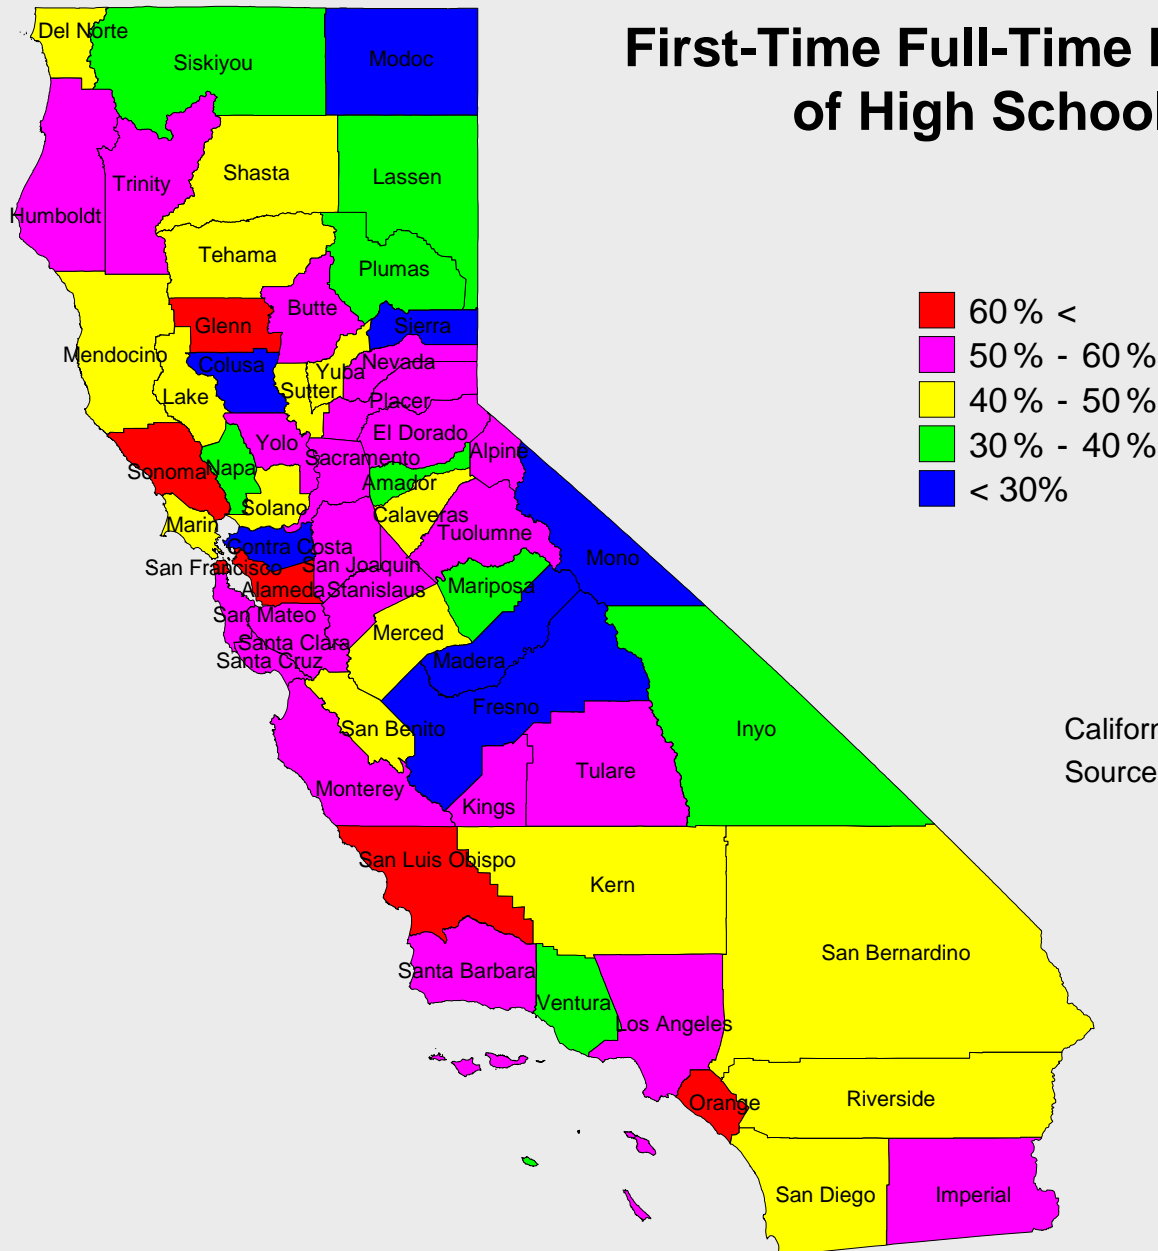 First-Time Full-Time
of High School
60 % <
50 % - 60 %
40 % - 50 %
30 % - 40 %
< 30%
Source
Del Norte
Siskiyou
Modoc
Shasta
Lassen
Trinity
Humboldt
Tehama
Plumas
Butte
Glenn
Sierra
Mendocino
Colusa
Nevada
Yuba
Sutter
Lake
Placer
El Dorado
Yolo
Alpine
Sacramento
Sonoma
Napa
Amador
Solano
Calaveras
Marin
Tuolumne
Contra Costa
Mono
San Francisco
San Joaquin
Alameda
Stanislaus
Mariposa
San Mateo
Merced
Santa Clara
Santa Cruz
Madera
Fresno
San Benito
Inyo
Tulare
Monterey
Kings
San Luis Obispo
Kern
San Bernardino
Santa Barbara
Ventura
Los Angeles
Orange
Riverside
San Diego
Imperial